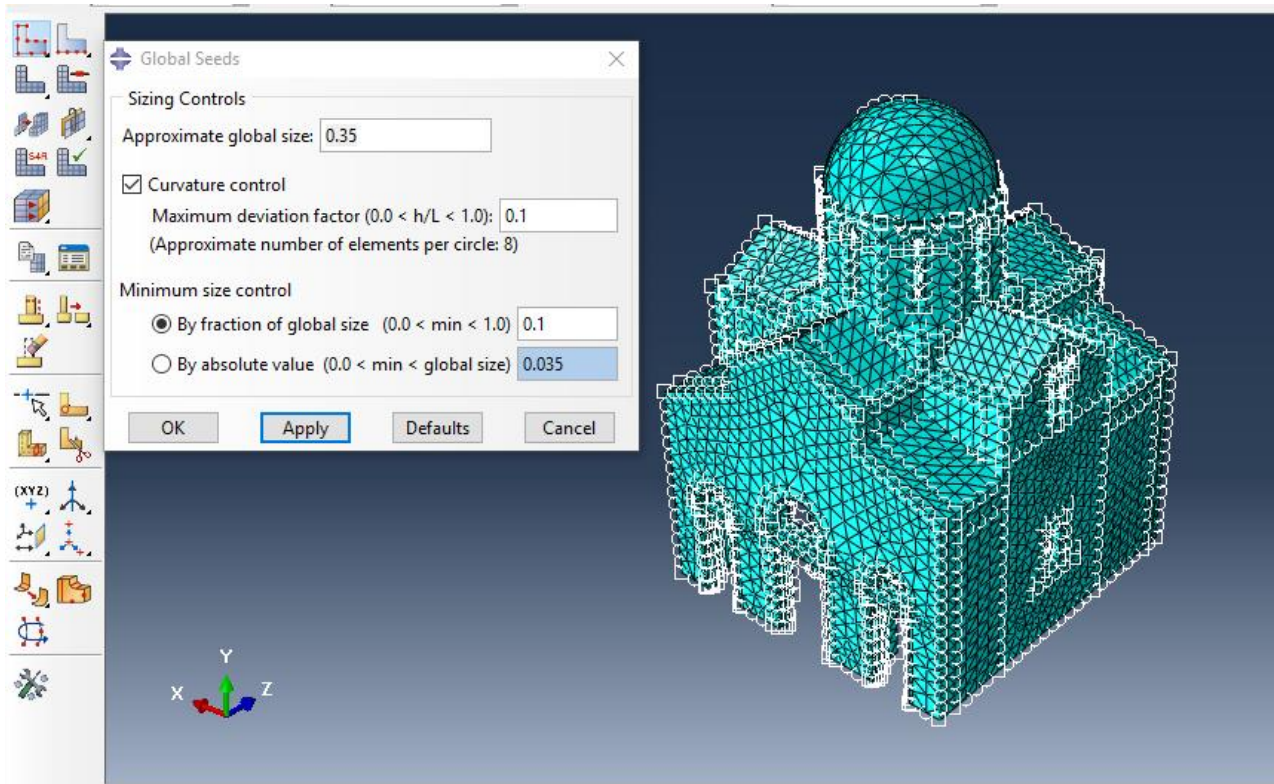 Global Seeds
Sizing Controls
Approximate global size: 0.35
Curvature control
Maximum deviation factor (0.0 < h/L < 1.0): 0.1
(Approximate number of elements per circle: 8)
Minimum size control
By fraction of global size (0.0 < min < 1.0) 0.1
By absolute value (0.0 < min < global size) 0.035
OK Apply Defaults Cancel
S4R
(XYZ)
Y
X Z